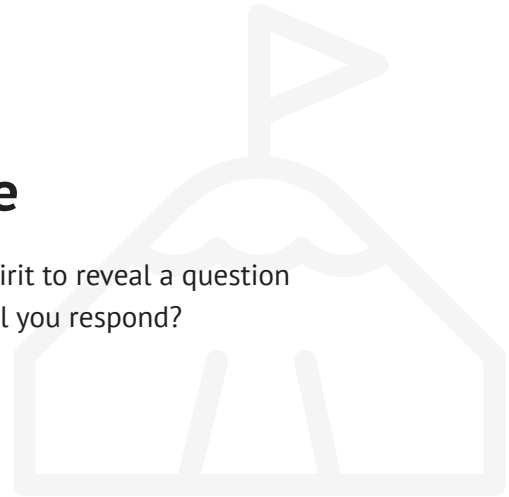 e
irit to reveal a question
l you respond?